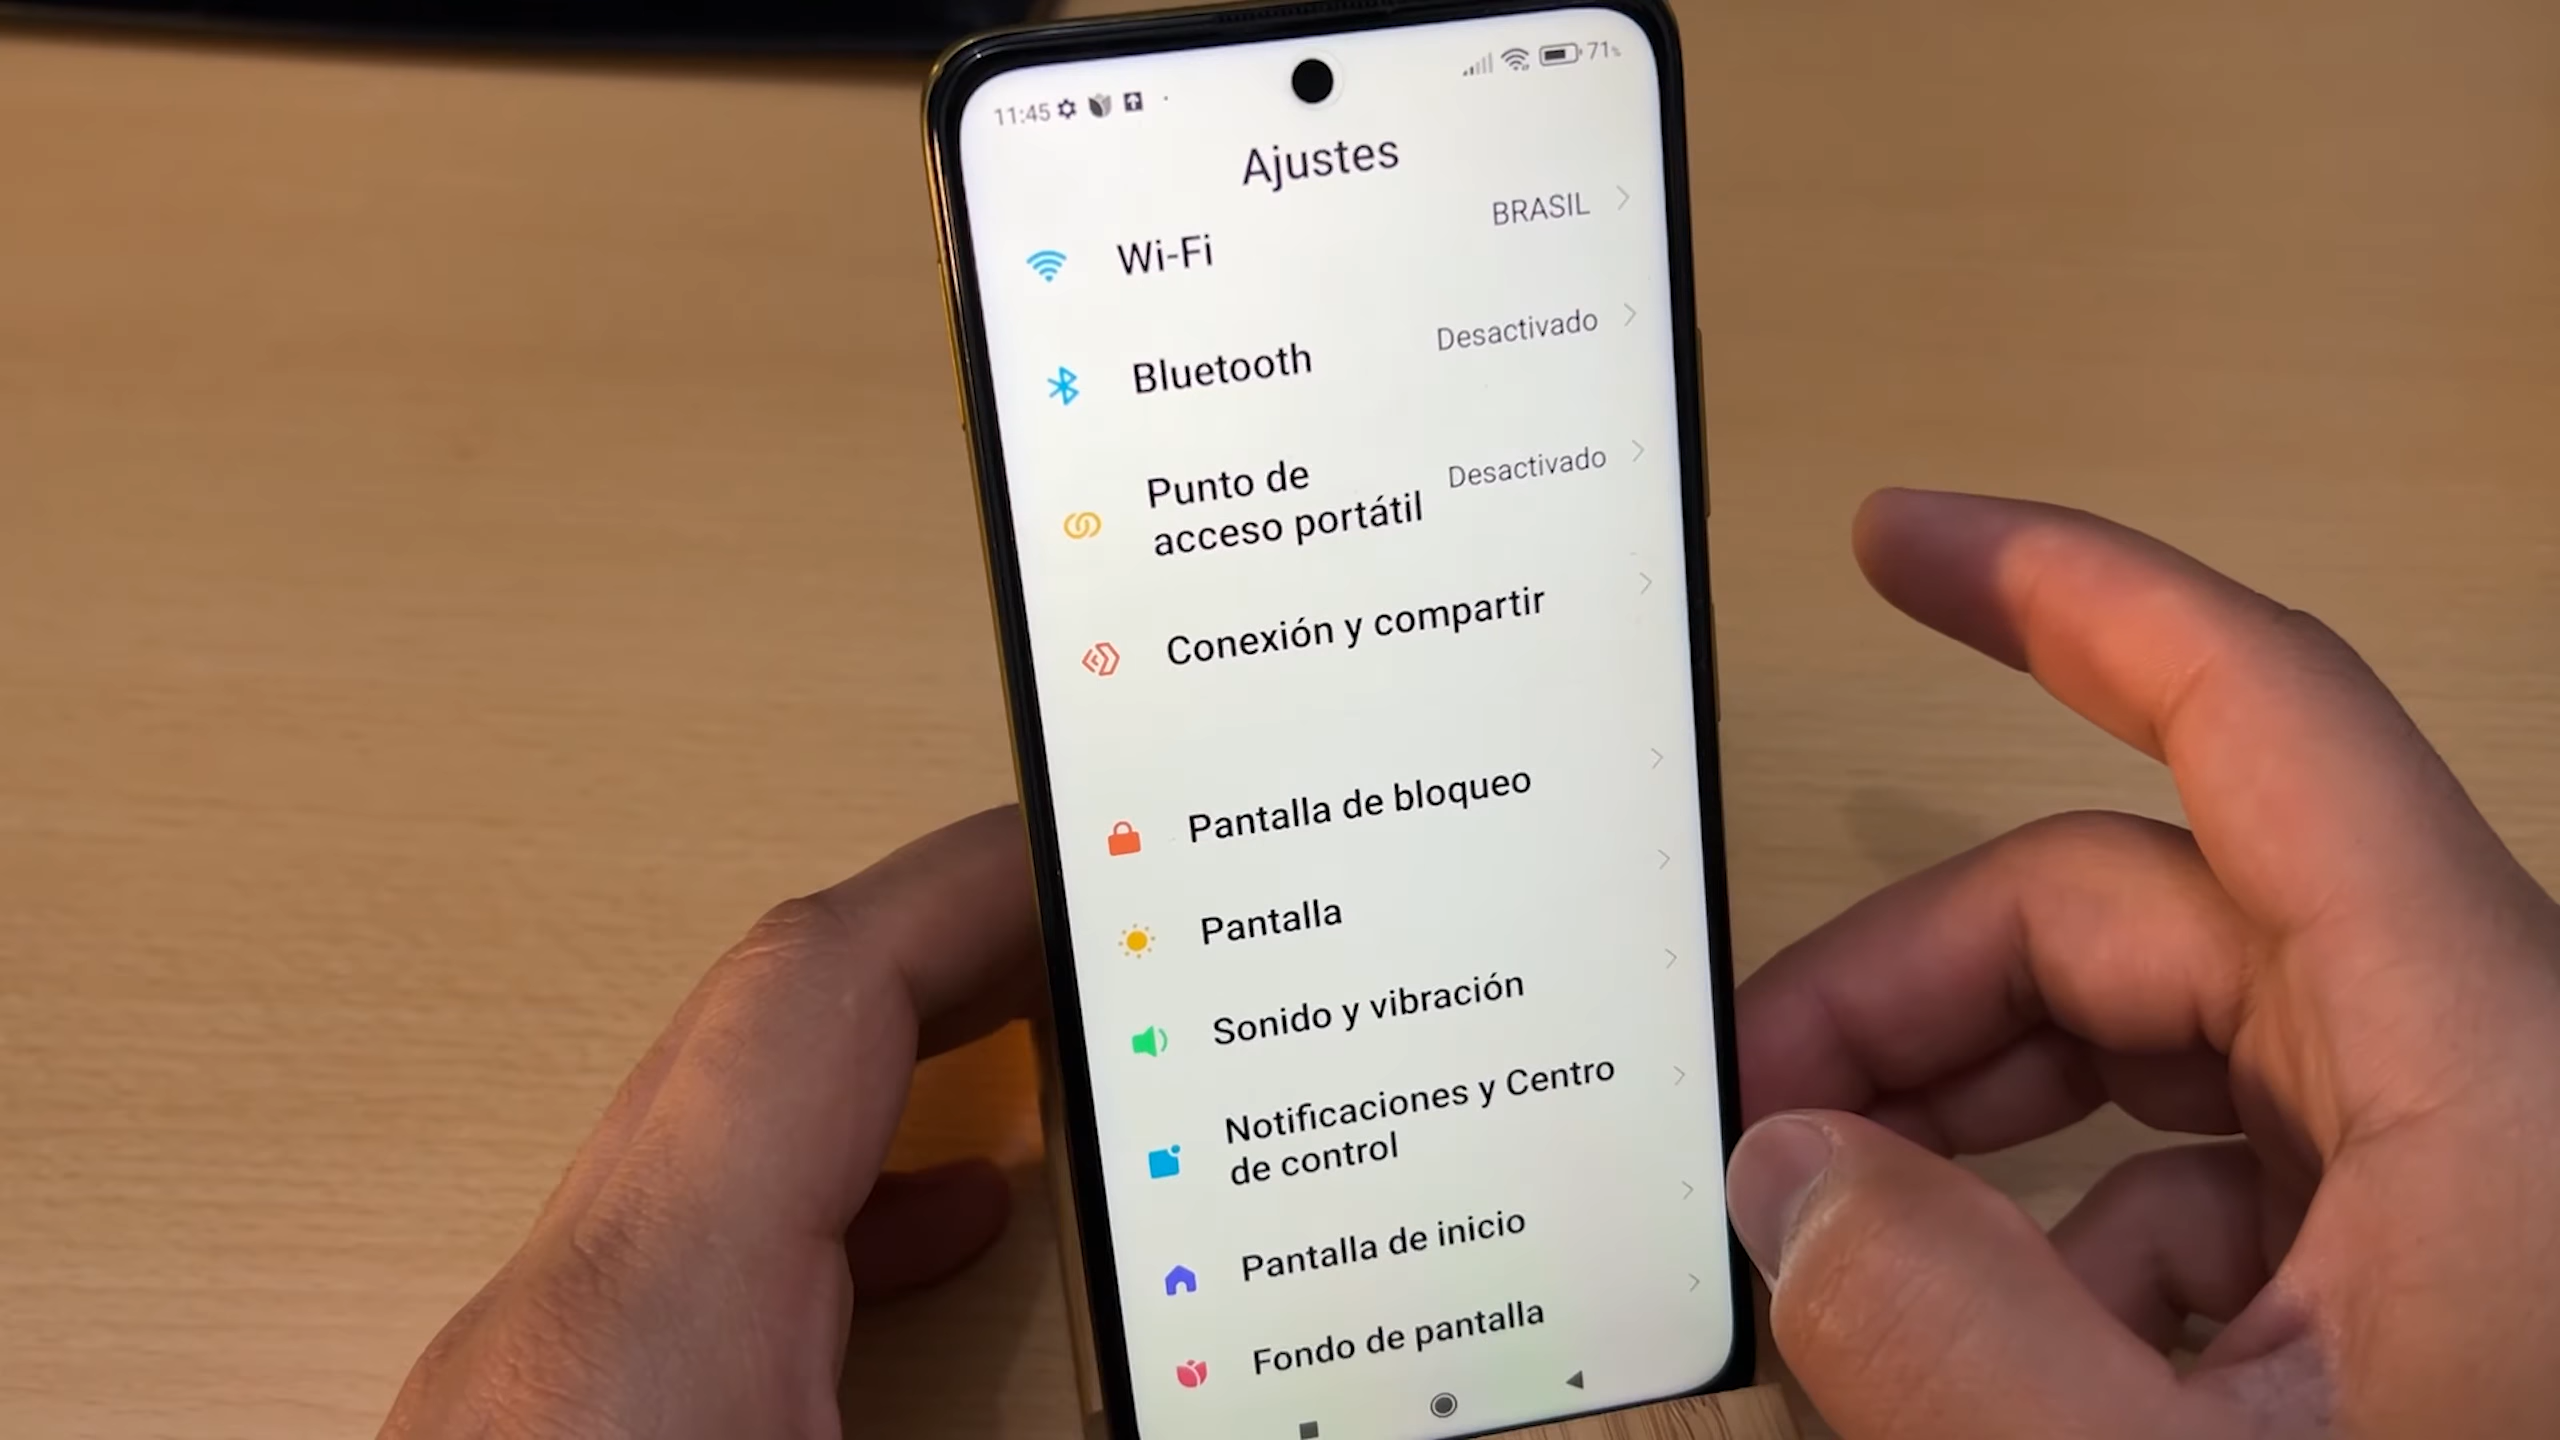 11:45
71%
Ajustes
Wi-Fi
BRASIL
Bluetooth
Desactivado
Punto de
acceso portátil
Desactivado
Conexión y compartir
Pantalla de bloqueo
Pantalla
Sonido y vibración
Notificaciones y Centro
de control
Pantalla de inicio
Fondo de pantalla